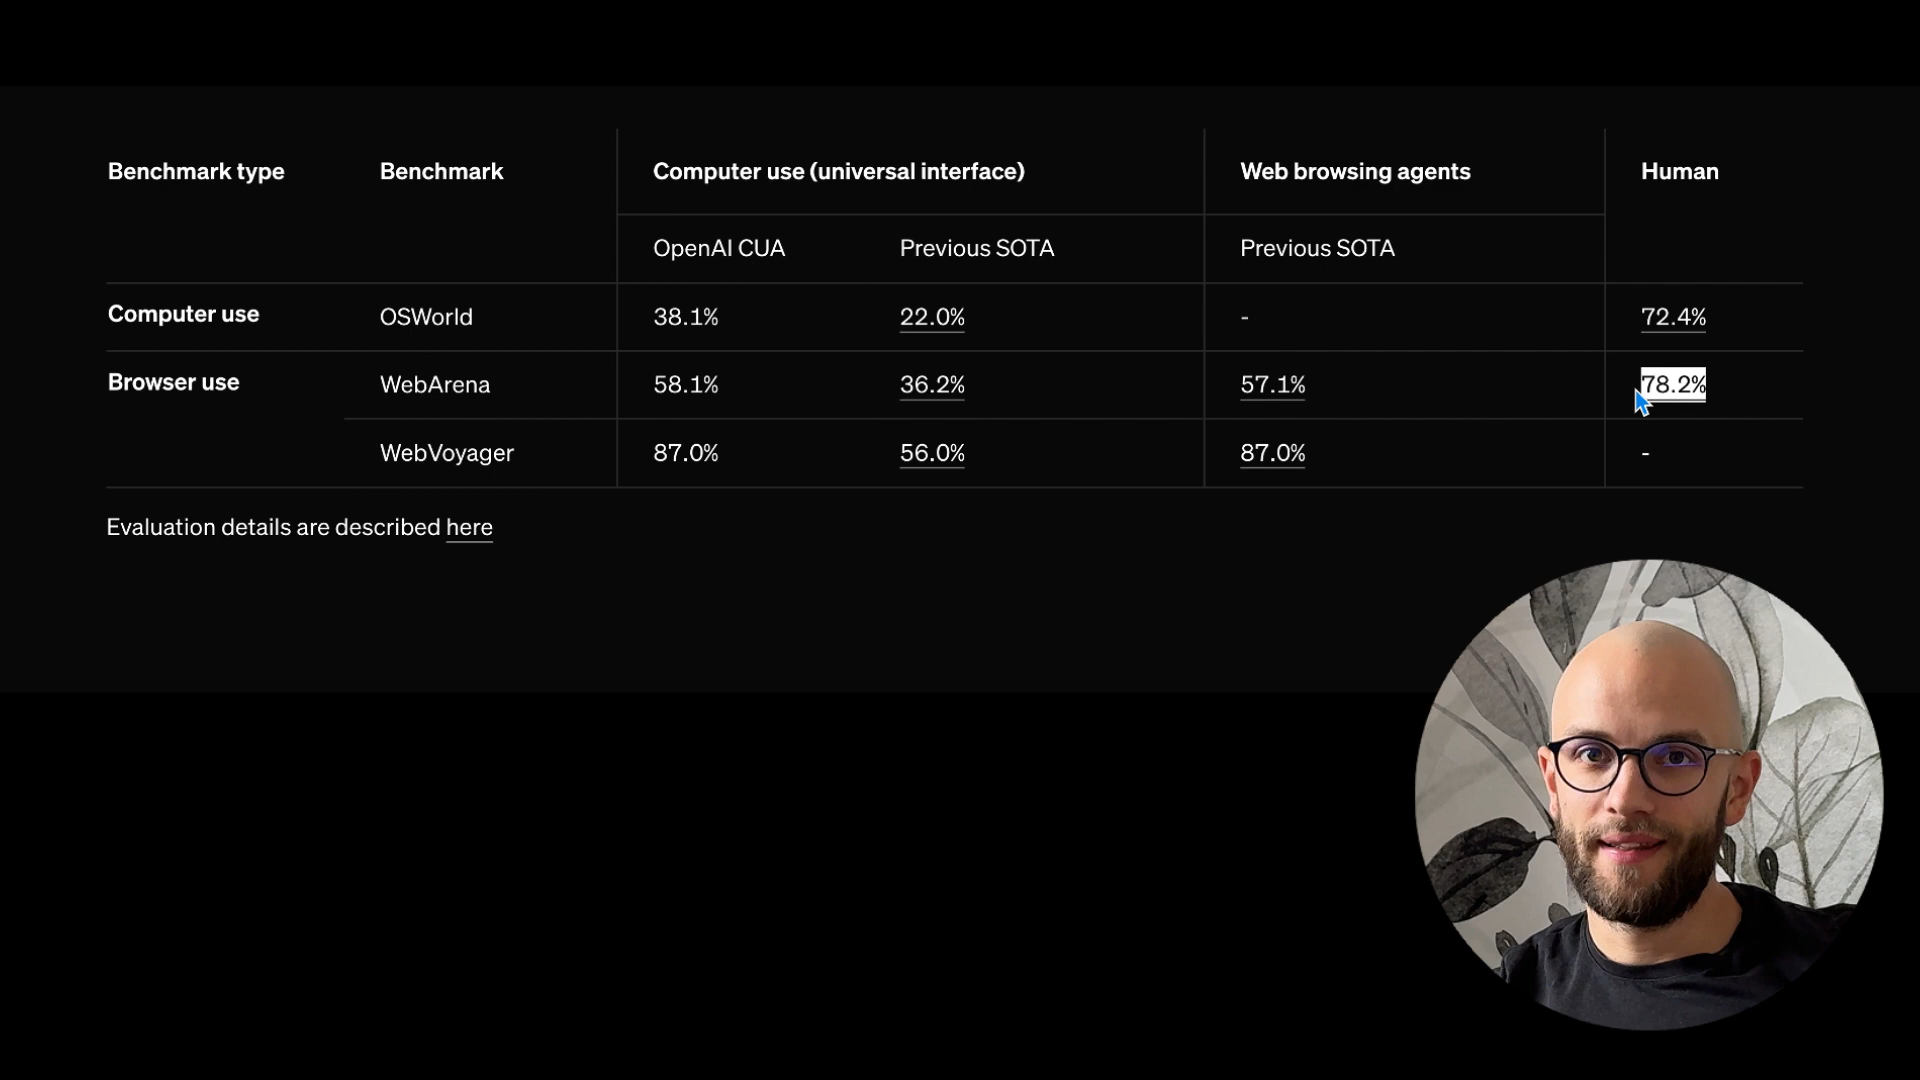 Benchmark type Benchmark Computer use (universal interface) Web browsing agents Human
OpenAI CUA Previous SOTA Previous SOTA
Computer use OSWorld 38.1% 22.0% - 72.4%
Browser use WebArena 58.1% 36.2% 57.1% 78.2%
WebVoyager 87.0% 56.0% 87.0% -
Evaluation details are described here